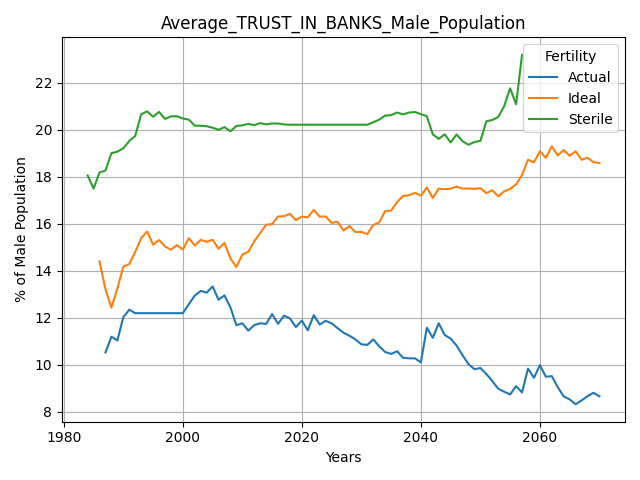 Average_TRUST_IN_BANKS_Male_Population
Fertility
Actual
Ideal
Sterile
% of Male Population
22
20
18
16
14
12
10
8
1980 2000 2020 2040 2060
Years